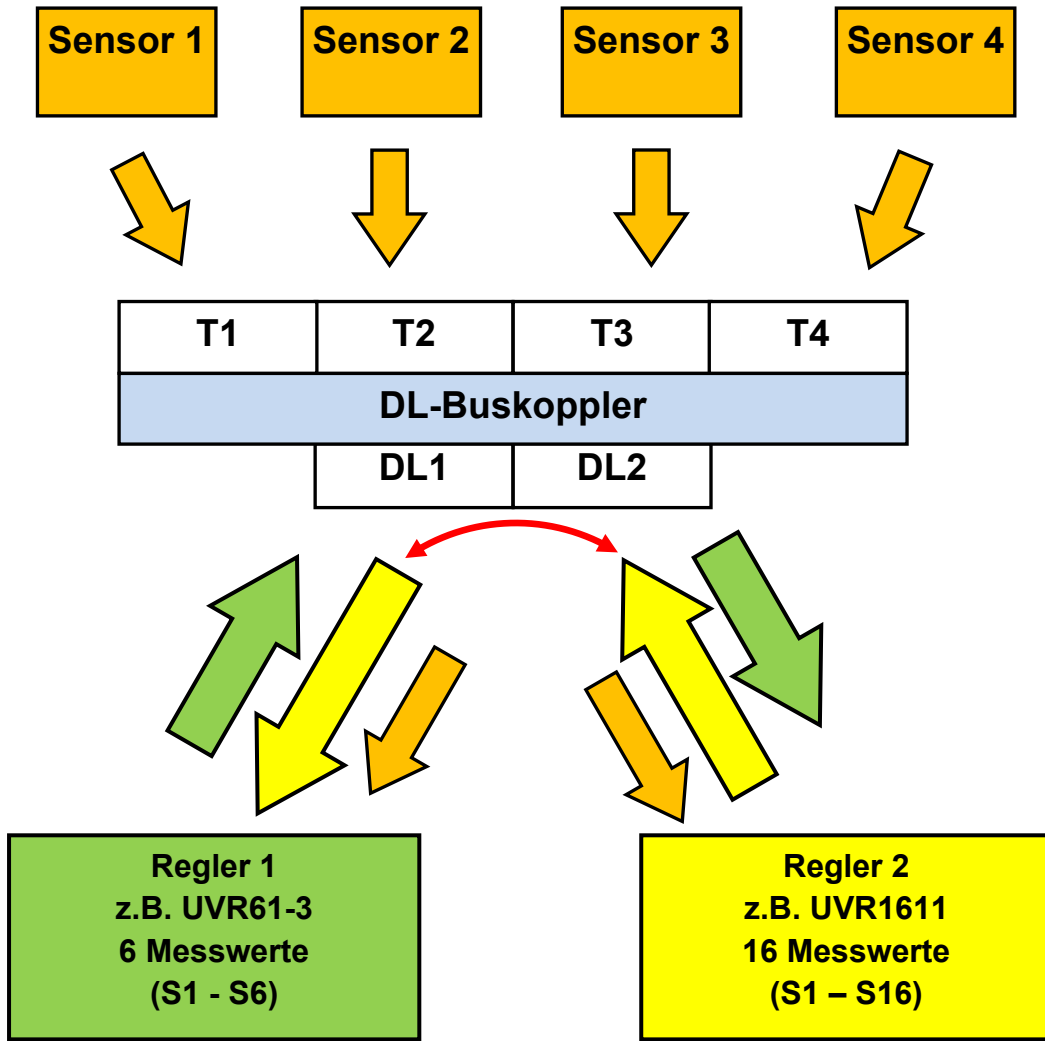 Sensor 1
Sensor 2
Sensor 3
Sensor 4
T1
T2
T3
T4
DL-Buskoppler
DL1
DL2
Regler 1
z.B. UVR61-3
6 Messwerte
(S1 - S6)
Regler 2
z.B. UVR1611
16 Messwerte
(S1 – S16)